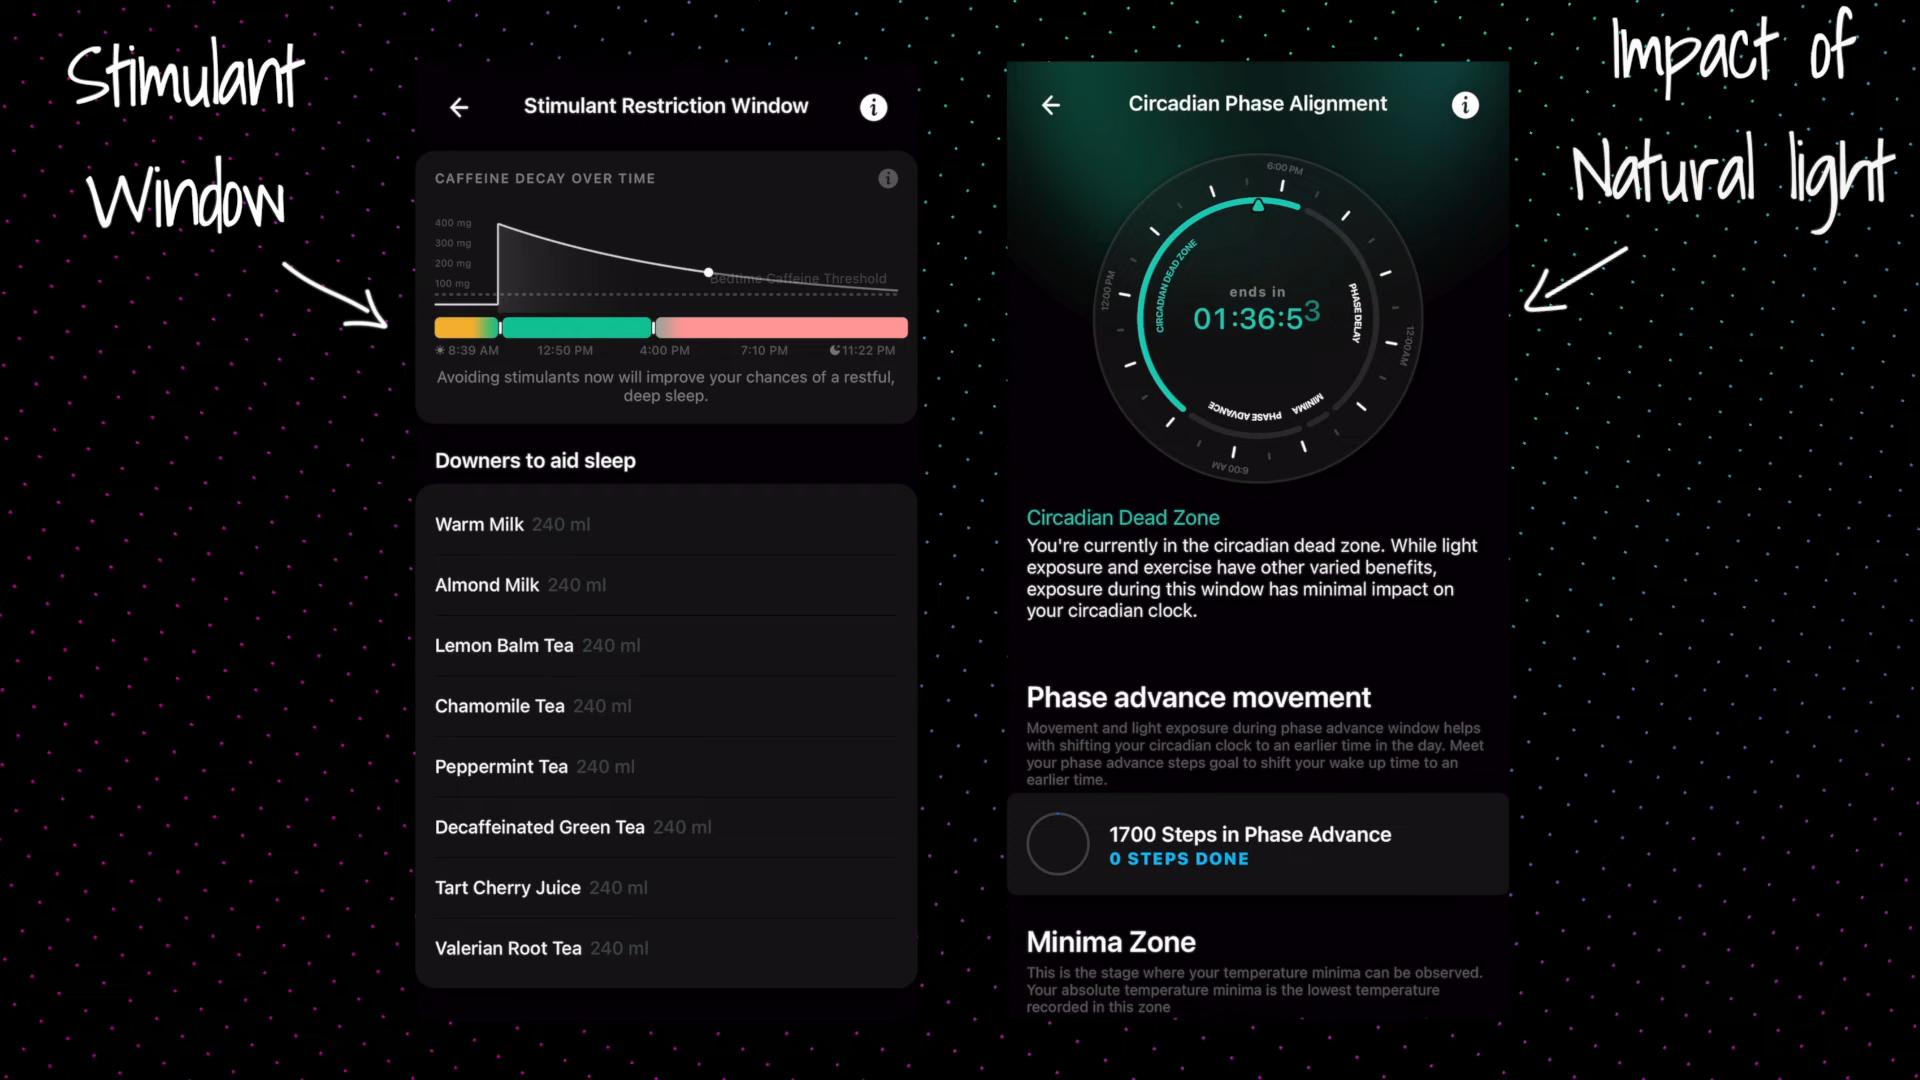 Stimulant
Window
Stimulant Restriction Window
CAFFEINE DECAY OVER TIME
400 mg
300 mg
200 mg
100 mg
Bedtime Caffeine Threshold
8:39 AM 12:50 PM 4:00 PM 7:10 PM 11:22 PM
Avoiding stimulants now will improve your chances of a restful,
deep sleep.
Downers to aid sleep
Warm Milk 240 ml
Almond Milk 240 ml
Lemon Balm Tea 240 ml
Chamomile Tea 240 ml
Peppermint Tea 240 ml
Decaffeinated Green Tea 240 ml
Tart Cherry Juice 240 ml
Valerian Root Tea 240 ml
Impact of
Natural light
Circadian Phase Alignment
6:00 PM
12:00 PM
CIRCADIAN DEAD ZONE
ends in
01:36:53
PHASE DELAY
12:00 AM
PHASE ADVANCE
MINIMA
6:00 AM
Circadian Dead Zone
You're currently in the circadian dead zone. While light
exposure and exercise have other varied benefits,
exposure during this window has minimal impact on
your circadian clock.
Phase advance movement
Movement and light exposure during phase advance window helps
with shifting your circadian clock to an earlier time in the day. Meet
your phase advance steps goal to shift your wake up time to an
earlier time.
1700 Steps in Phase Advance
0 STEPS DONE
Minima Zone
This is the stage where your temperature minima can be observed.
Your absolute temperature minima is the lowest temperature
recorded in this zone